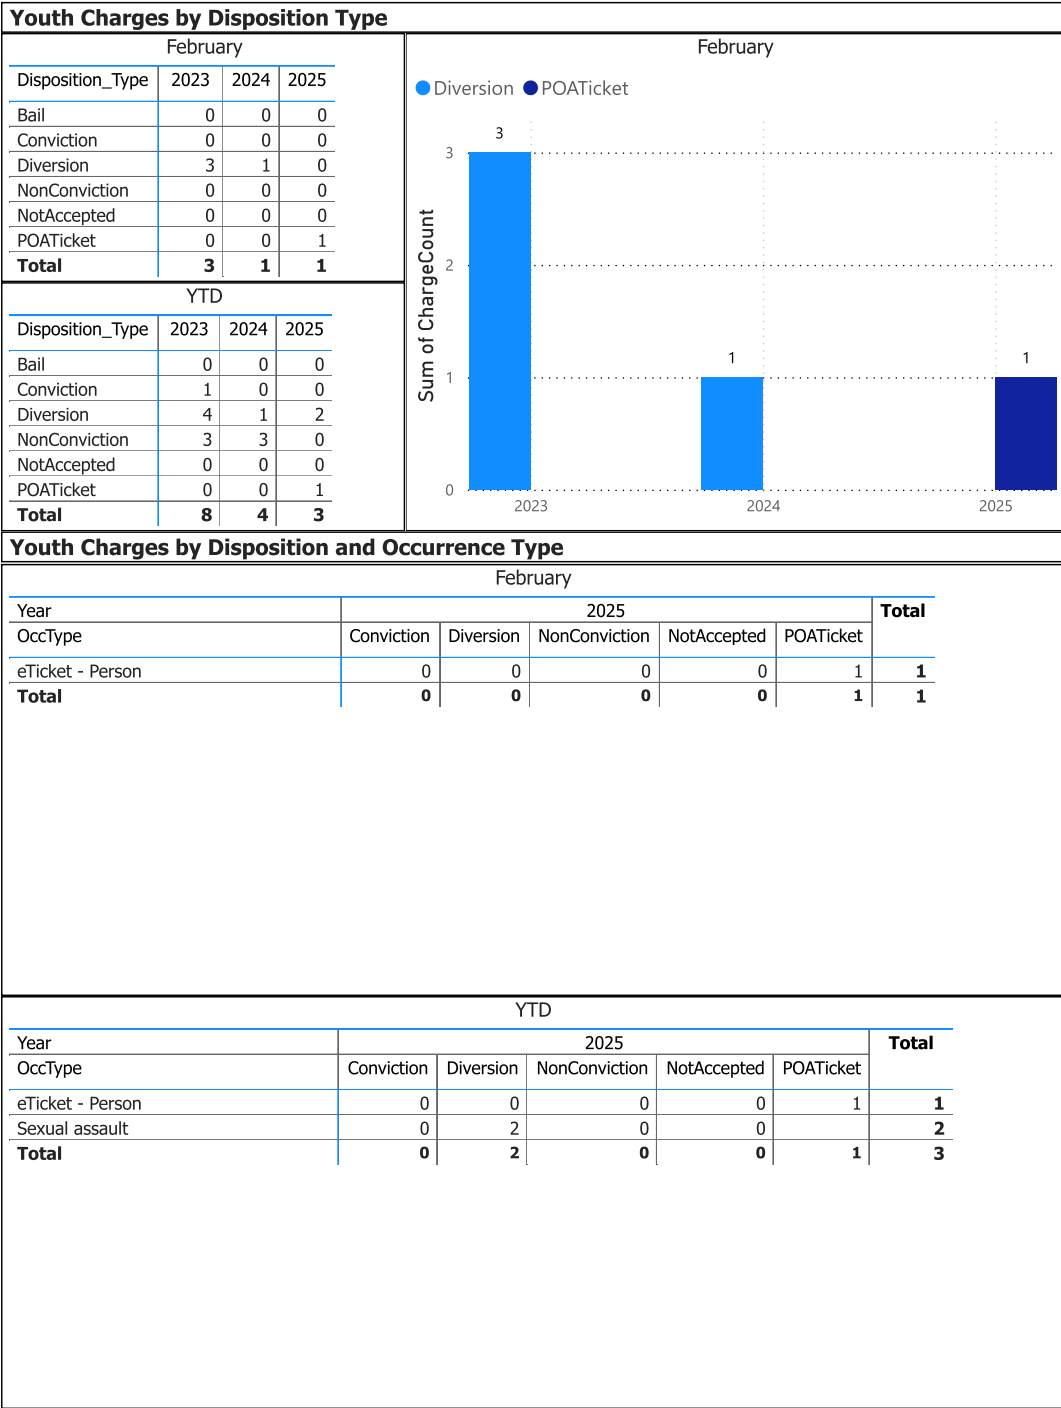 Youth Charges by Disposition Type
February
Disposition_Type 2023 2024 2025
Bail 0 0 0
Conviction 0 0 0
Diversion 3 1 0
NonConviction 0 0 0
NotAccepted 0 0 0
POATicket 0 0 1
Total 3 1 1
YTD
Disposition_Type 2023 2024 2025
Bail 0 0 0
Conviction 1 0 0
Diversion 4 1 2
NonConviction 3 3 0
NotAccepted 0 0 0
POATicket 0 0 1
Total 8 4 3
February
Diversion POATicket
Sum of ChargeCount
3
2
1
0
3
1
1
2023 2024 2025
Youth Charges by Disposition and Occurrence Type
February
Year 2025 Total
OccType Conviction Diversion NonConviction NotAccepted POATicket
eTicket - Person 0 0 0 0 1 1
Total 0 0 0 0 1 1
YTD
Year 2025 Total
OccType Conviction Diversion NonConviction NotAccepted POATicket
eTicket - Person 0 0 0 0 1 1
Sexual assault 0 2 0 0 2
Total 0 2 0 0 1 3